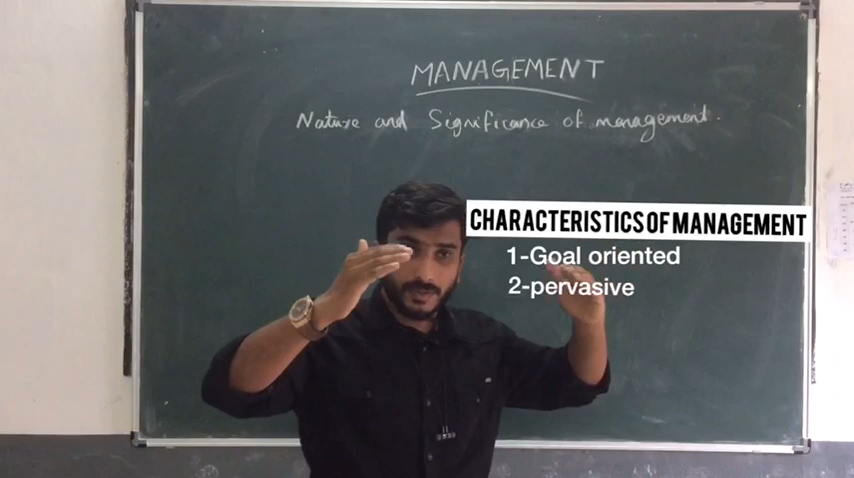 MANAGEMENT
Nature and Significance of management.
CHARACTERISTICS OF MANAGEMENT
1-Goal oriented
2-pervasive